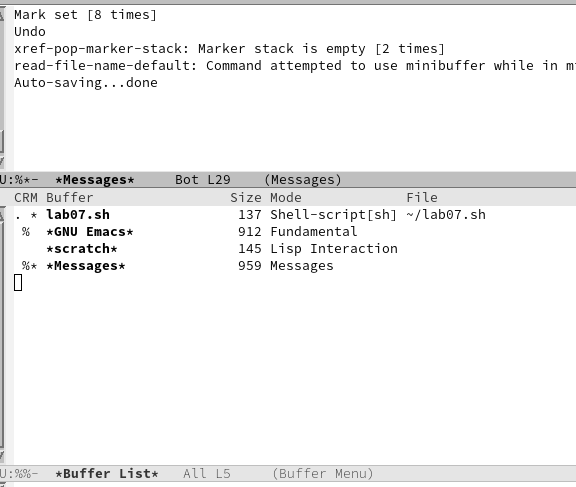 Mark set [8 times]
Undo
xref-pop-marker-stack: Marker stack is empty [2 times]
read-file-name-default: Command attempted to use minibuffer while in
Auto-saving...done
U:%*-  *Messages*     Bot L29    (Messages)
CRM Buffer                 Size Mode             File
. * lab07.sh                137 Shell-script[sh] ~/lab07.sh
 %  *GNU Emacs*             912 Fundamental
    *scratch*               145 Lisp Interaction
 %* *Messages*              959 Messages
U:%%-  *Buffer List*   All L5     (Buffer Menu)